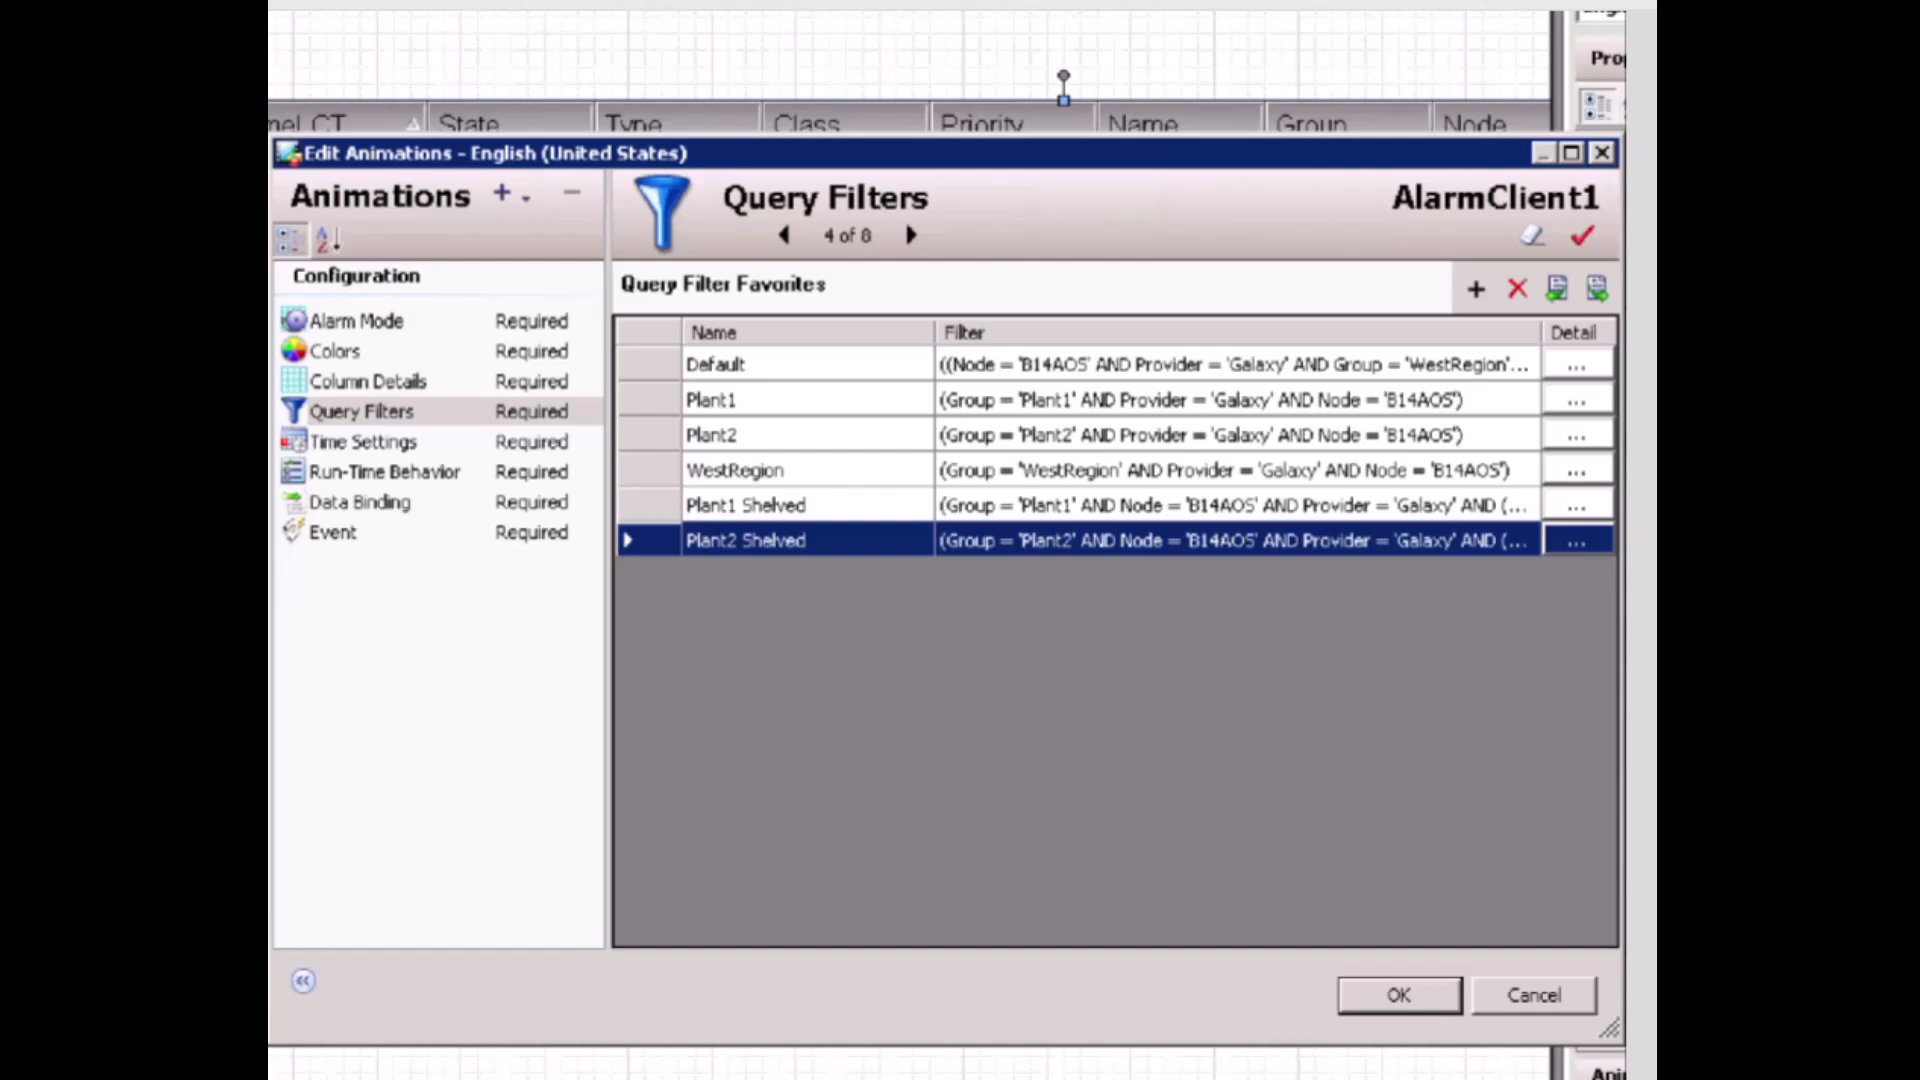 Pro
mel CT State Type Class Priority Name Group Node
Edit Animations - English (United States)
Animations
Query Filters
AlarmClient1
4 of 8
Configuration
Query Filter Favorites
Alarm Mode Required
Colors Required
Column Details Required
Query Filters Required
Time Settings Required
Run-Time Behavior Required
Data Binding Required
Event Required
Name Filter Detail
Default ((Node = 'B14AOS' AND Provider = 'Galaxy' AND Group = 'WestRegion'... ...
Plant1 (Group = 'Plant1' AND Provider = 'Galaxy' AND Node = 'B14AOS') ...
Plant2 (Group = 'Plant2' AND Provider = 'Galaxy' AND Node = 'B14AOS') ...
WestRegion (Group = 'WestRegion' AND Provider = 'Galaxy' AND Node = 'B14AOS') ...
Plant1 Shelved (Group = 'Plant1' AND Node = 'B14AOS' AND Provider = 'Galaxy' AND (... ...
Plant2 Shelved (Group = 'Plant2' AND Node = 'B14AOS' AND Provider = 'Galaxy' AND (... ...
OK Cancel
Ani